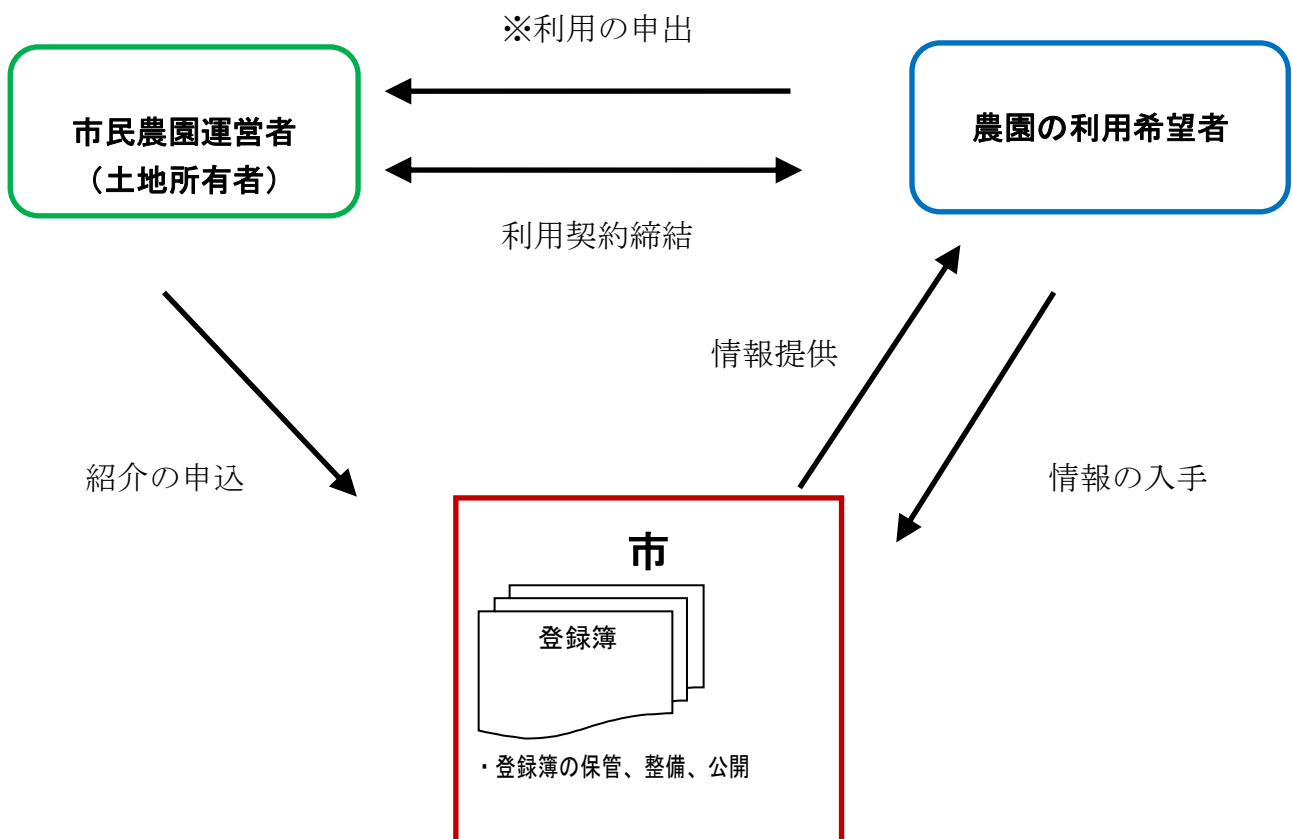 ※利用の申出
市民農園運営者
（土地所有者）
農園の利用希望者
利用契約締結
情報提供
紹介の申込
情報の入手
市
登録簿
・登録簿の保管、整備、公開